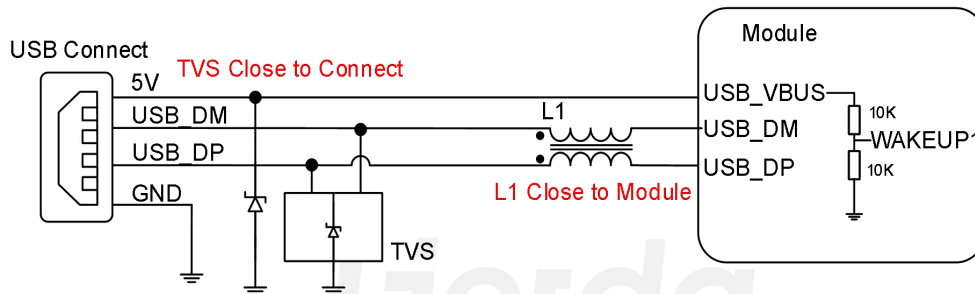 Module
USB Connect
TVS Close to Connect
5V
USB_VBUS
L1
10K
USB_DM
USB_DM
WAKEUP1
USB_DP
USB_DP
10K
L1 Close to Module
GND
TVS